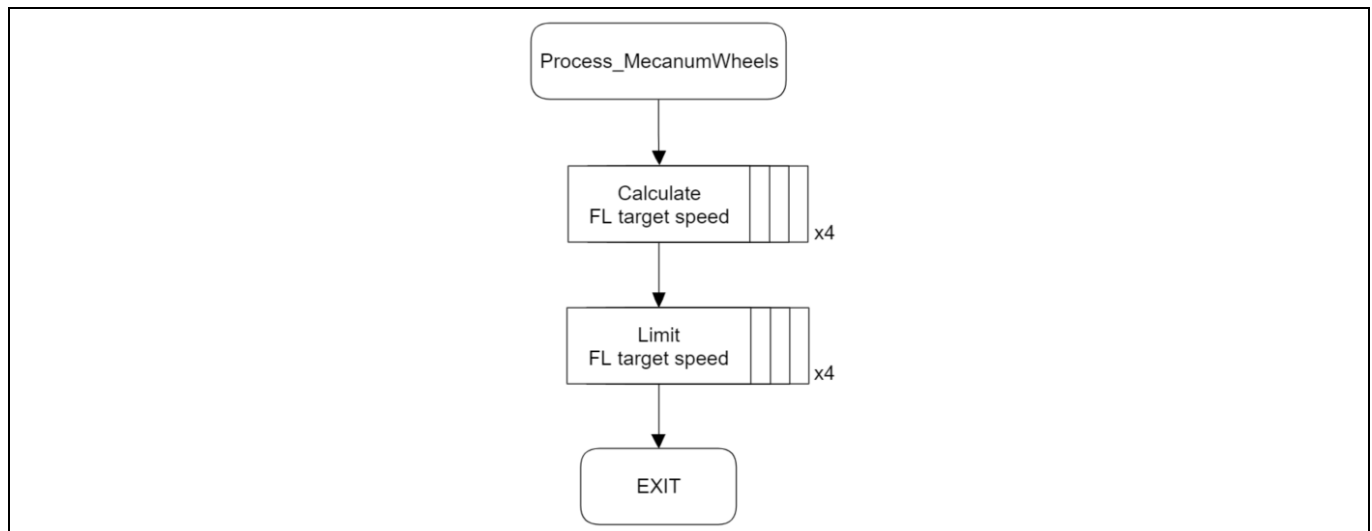 Process_MecanumWheels
Calculate
FL target speed
x4
Limit
FL target speed
x4
EXIT